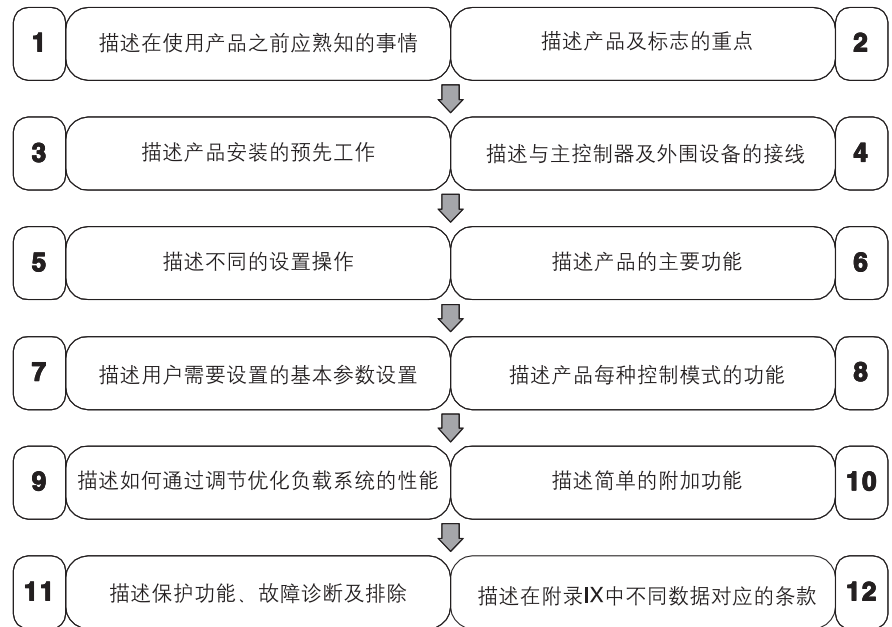 1 描述在使用产品之前应熟知的事情
描述产品及标志的重点 2
3 描述产品安装的预先工作
描述与主控制器及外围设备的接线 4
5 描述不同的设置操作
描述产品的主要功能 6
7 描述用户需要设置的基本参数设置
描述产品每种控制模式的功能 8
9 描述如何通过调节优化负载系统的性能
描述简单的附加功能 10
11 描述保护功能、故障诊断及排除
描述在附录IX中不同数据对应的条款 12